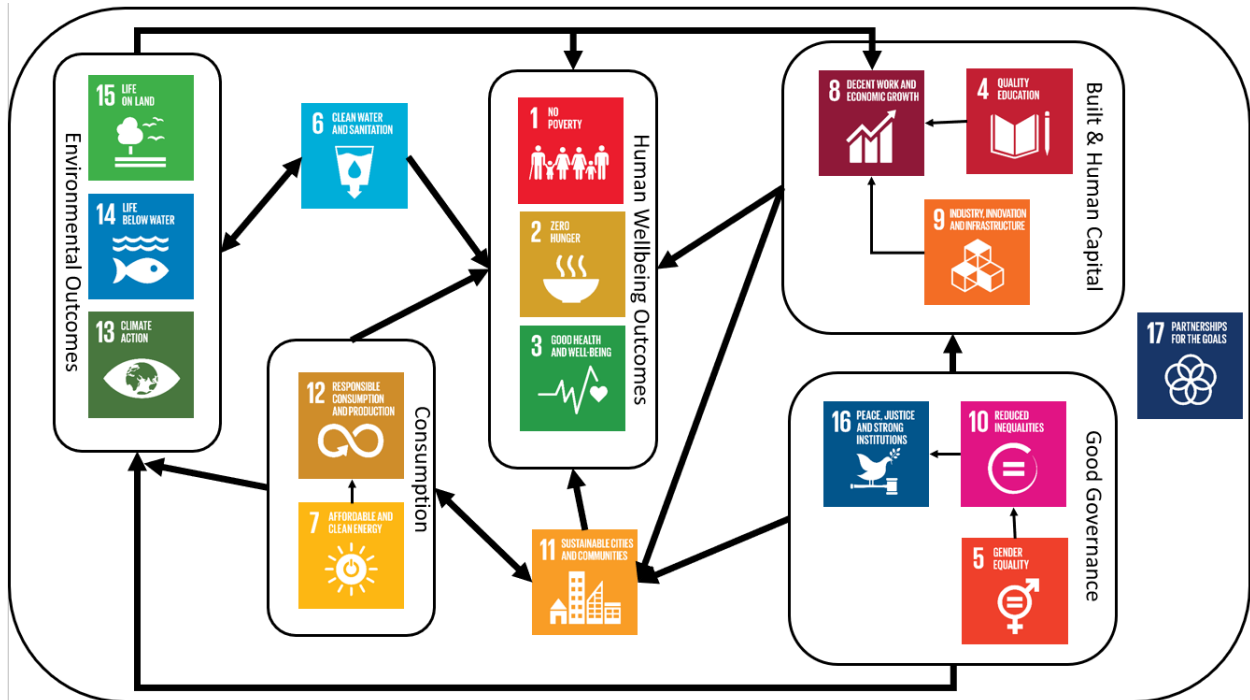 Environmental Outcomes
15 LIFE
ON LAND
14 LIFE
BELOW WATER
13 CLIMATE
ACTION
6 CLEAN WATER
AND SANITATION
12 RESPONSIBLE
CONSUMPTION
AND PRODUCTION
7 AFFORDABLE AND
CLEAN ENERGY
Consumption
1 NO
POVERTY
2 ZERO
HUNGER
3 GOOD HEALTH
AND WELL-BEING
Human Wellbeing Outcomes
11 SUSTAINABLE CITIES
AND COMMUNITIES
8 DECENT WORK AND
ECONOMIC GROWTH
4 QUALITY
EDUCATION
9 INDUSTRY, INNOVATION
AND INFRASTRUCTURE
Built & Human Capital
16 PEACE, JUSTICE
AND STRONG
INSTITUTIONS
10 REDUCED
INEQUALITIES
5 GENDER
EQUALITY
Good Governance
17 PARTNERSHIPS
FOR THE GOALS